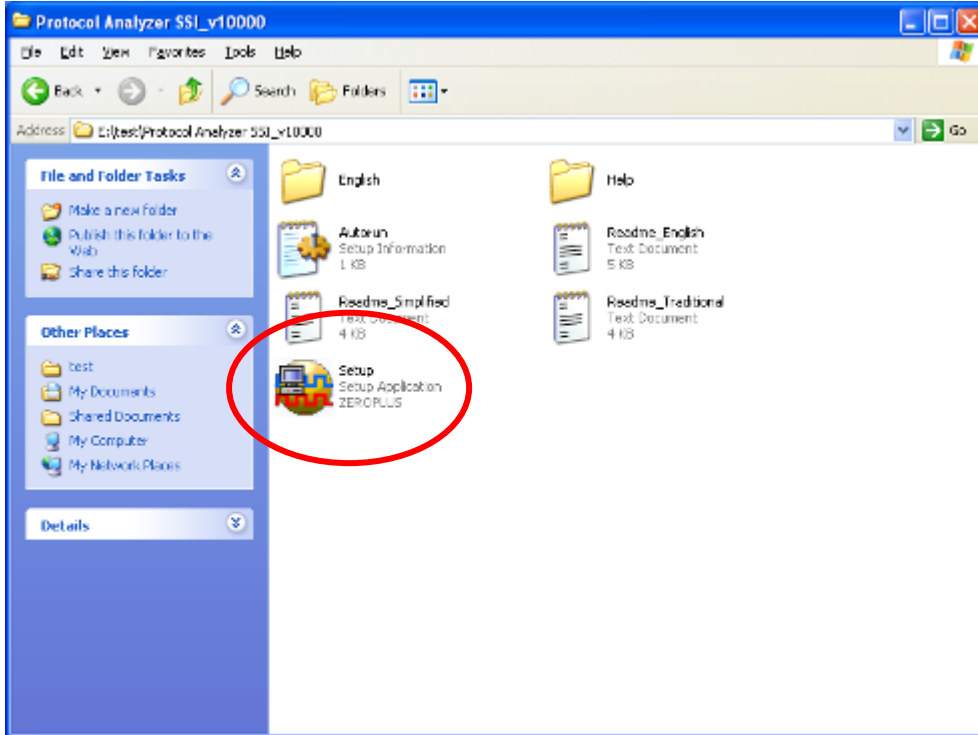 Protocol Analyzer SSI_v10000
File Edit View Favorites Tools Help
Back Search Folders
Address E:\test\Protocol Analyzer SSI_v10000 Go
File and Folder Tasks
Make a new folder
Publish this folder to the
Web
Share this folder
Other Places
test
My Documents
Shared Documents
My Computer
My Network Places
Details
English
Help
Autorun
Setup Information
1 KB
Readme_English
Text Document
5 KB
Readme_Simplified
Text Document
4 KB
Readme_Traditional
Text Document
4 KB
Setup
Setup Application
ZEROPLUS